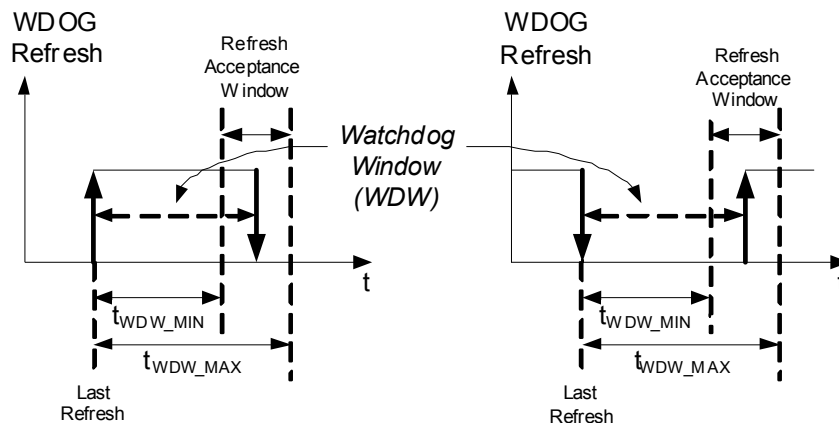 WDOG
Refresh
Refresh
Acceptance
Window
t
tWDW_MIN
tWDW_MAX
Last
Refresh
Watchdog
Window
(WDW)
WDOG
Refresh
Refresh
Acceptance
Window
t
tWDW_MIN
tWDW_MAX
Last
Refresh